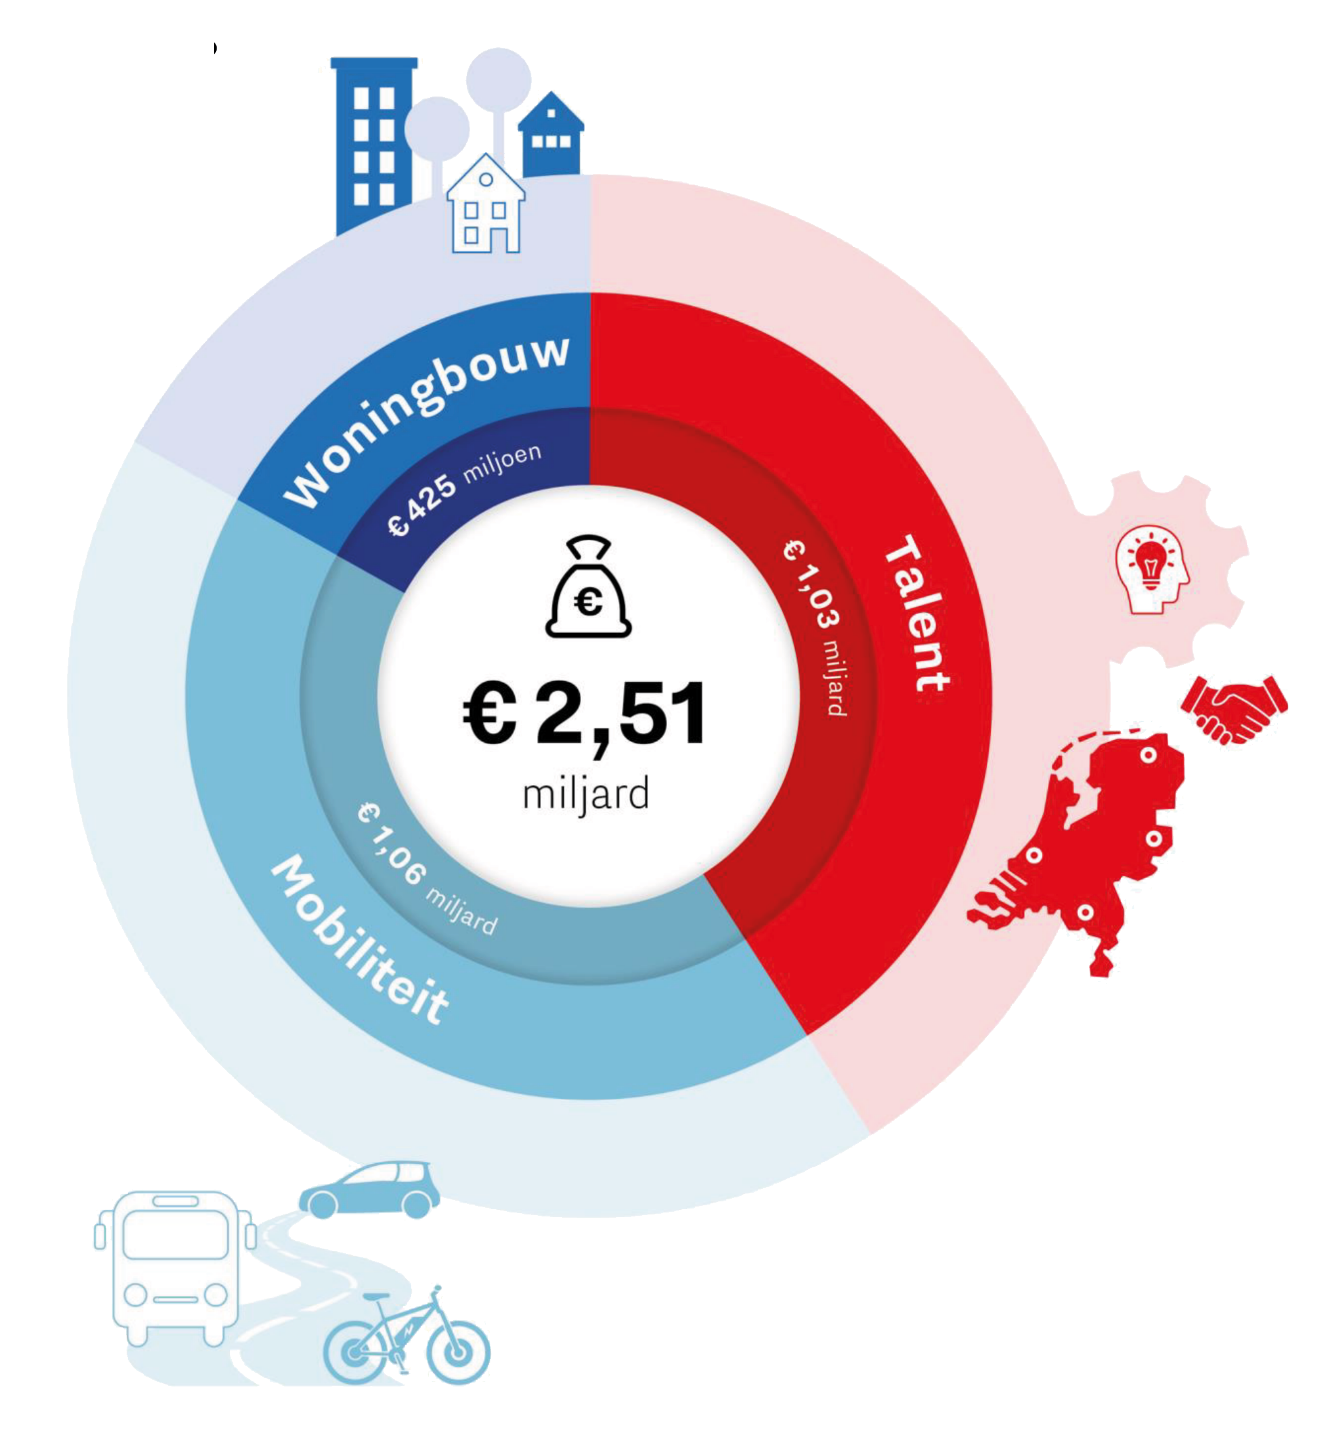 Woningbouw
€ 425 miljoen
Talent
€ 1,03 miljard
€
€ 2,51
miljard
€ 1,06 miljard
Mobiliteit